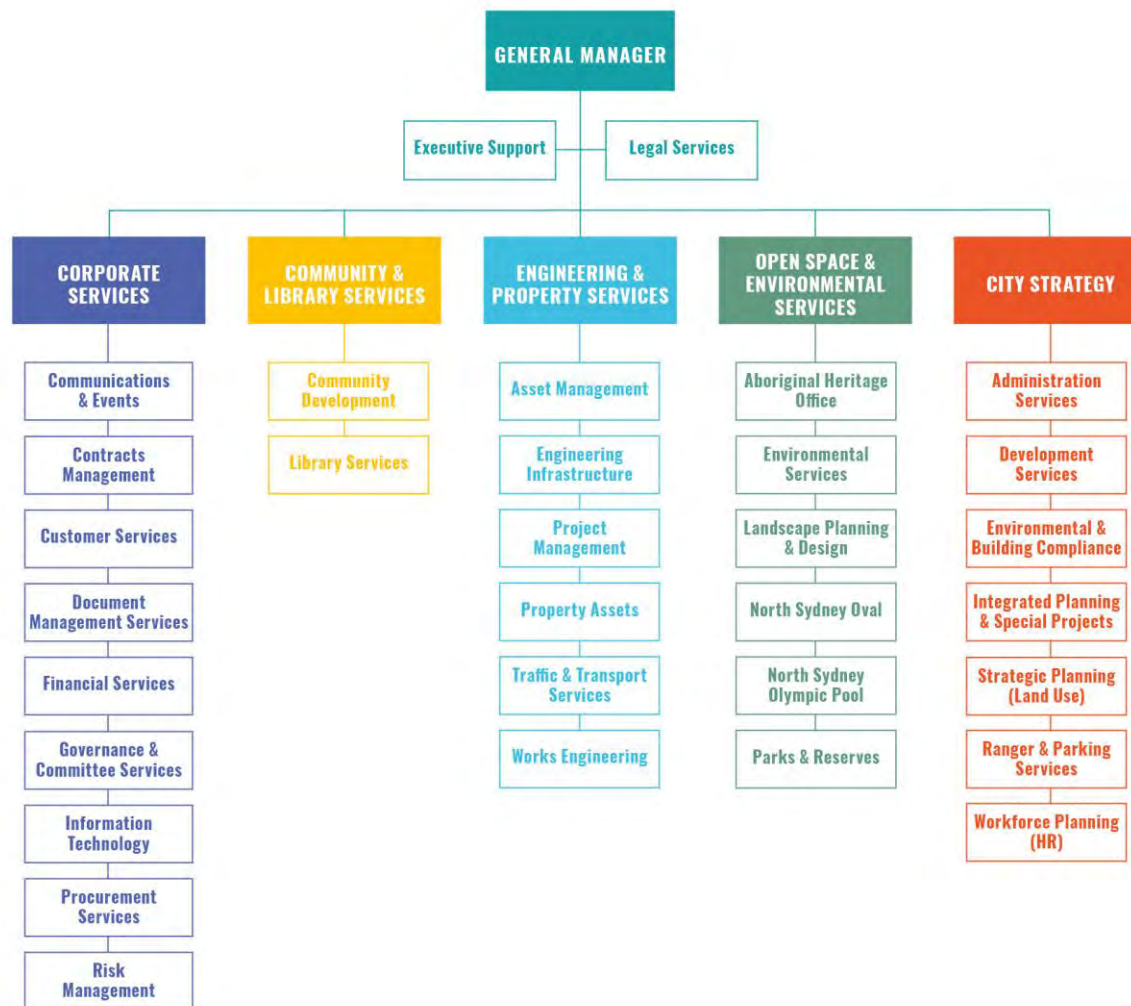 GENERAL MANAGER
Executive Support
Legal Services
CORPORATE
SERVICES
Communications
& Events
Contracts
Management
Customer Services
Document
Management Services
Financial Services
Governance &
Committee Services
Information
Technology
Procurement
Services
Risk
Management
COMMUNITY &
LIBRARY SERVICES
Community
Development
Library Services
ENGINEERING &
PROPERTY SERVICES
Asset Management
Engineering
Infrastructure
Project
Management
Property Assets
Traffic & Transport
Services
Works Engineering
OPEN SPACE &
ENVIRONMENTAL
SERVICES
Aboriginal Heritage
Office
Environmental
Services
Landscape Planning
& Design
North Sydney Oval
North Sydney
Olympic Pool
Parks & Reserves
CITY STRATEGY
Administration
Services
Development
Services
Environmental &
Building Compliance
Integrated Planning
& Special Projects
Strategic Planning
(Land Use)
Ranger & Parking
Services
Workforce Planning
(HR)